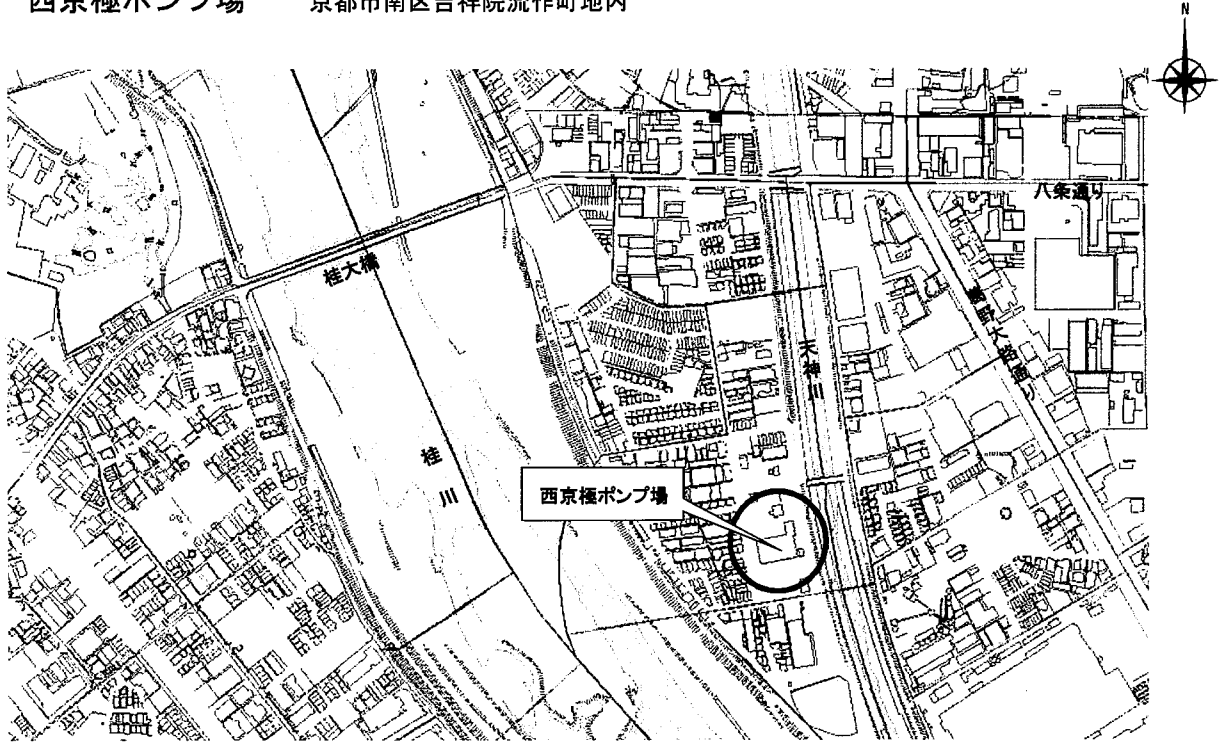 西京極ポンプ場 京都市南区吉祥院流作町地内
N
八条通り
桂大橋
葛野大路通り
天神川
桂川
西京極ポンプ場